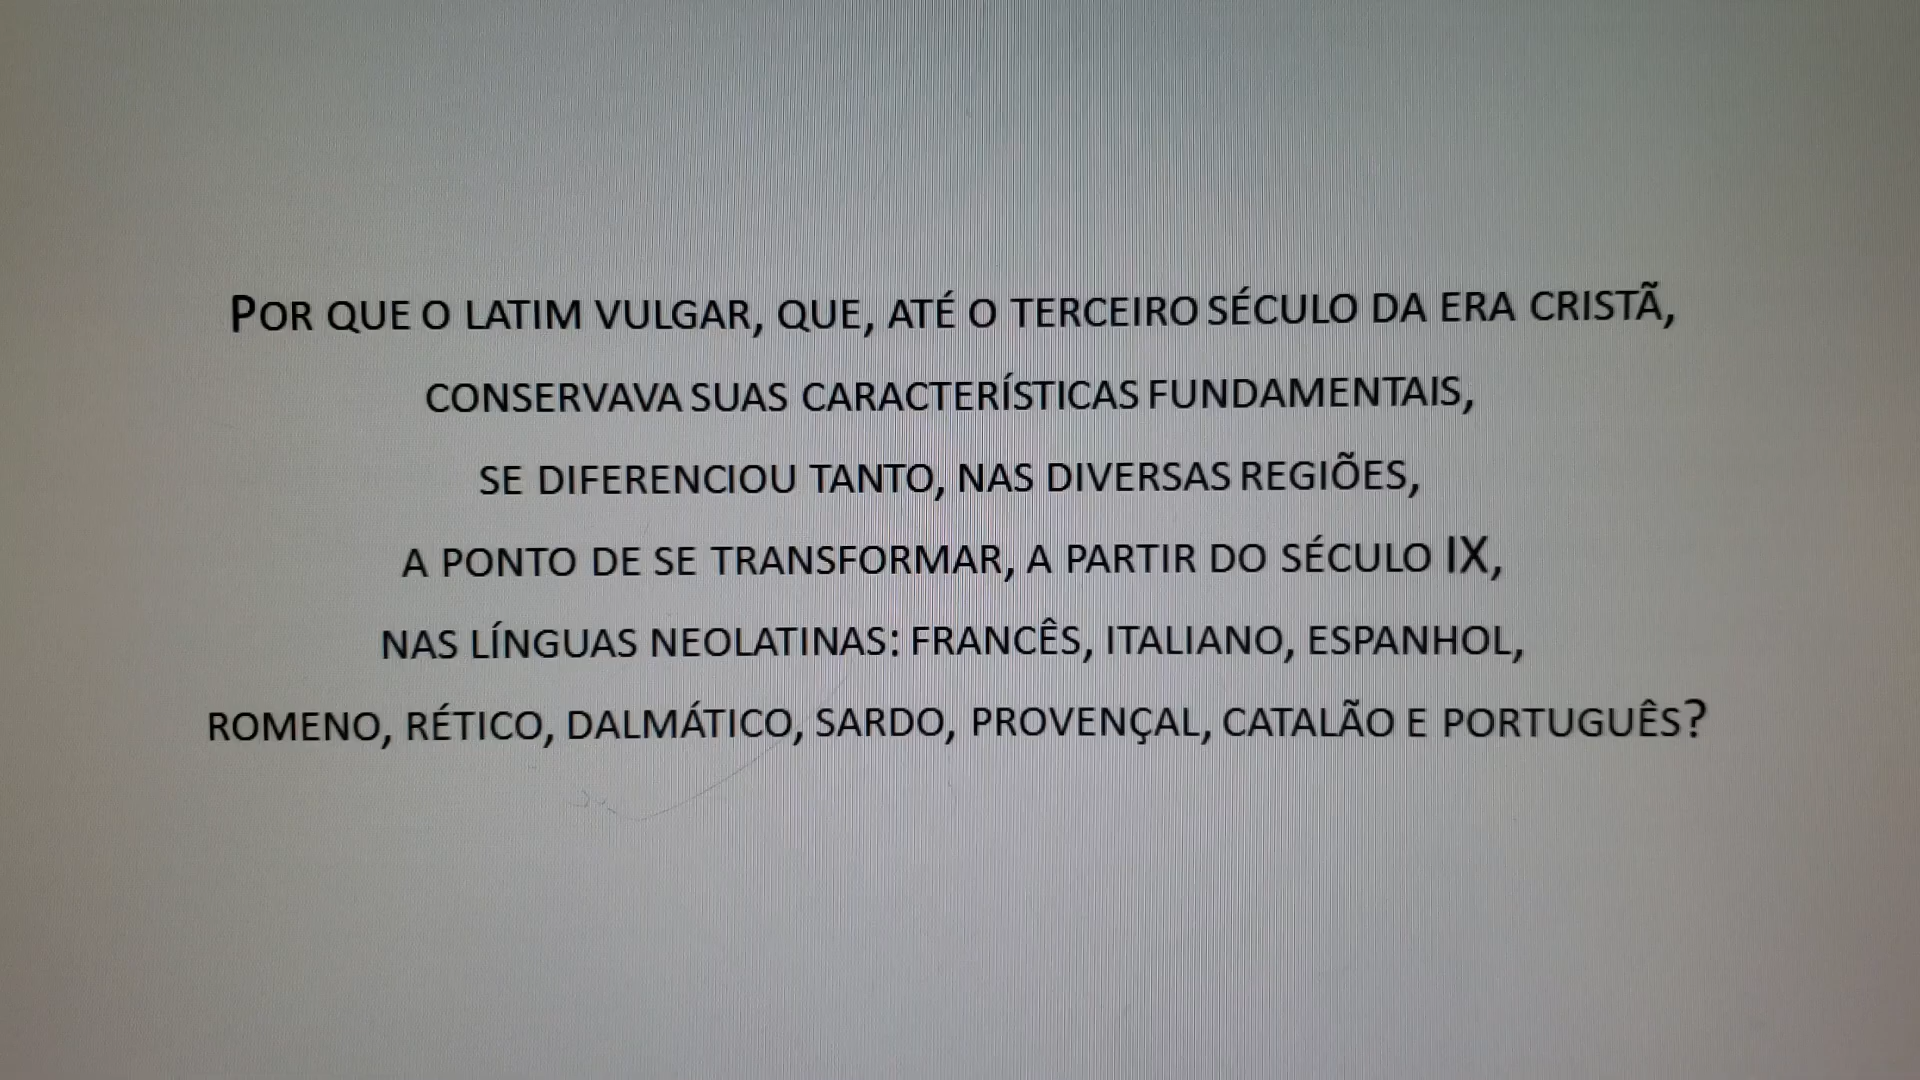 POR QUE O LATIM VULGAR, QUE, ATÉ O TERCEIRO SÉCULO DA ERA CRISTÃ,
CONSERVAVA SUAS CARACTERÍSTICAS FUNDAMENTAIS,
SE DIFERENCIOU TANTO, NAS DIVERSAS REGIÕES,
A PONTO DE SE TRANSFORMAR, A PARTIR DO SÉCULO IX,
NAS LÍNGUAS NEOLATINAS: FRANCÊS, ITALIANO, ESPANHOL,
ROMENO, RÉTICO, DALMÁTICO, SARDO, PROVENÇAL, CATALÃO E PORTUGUÊS?